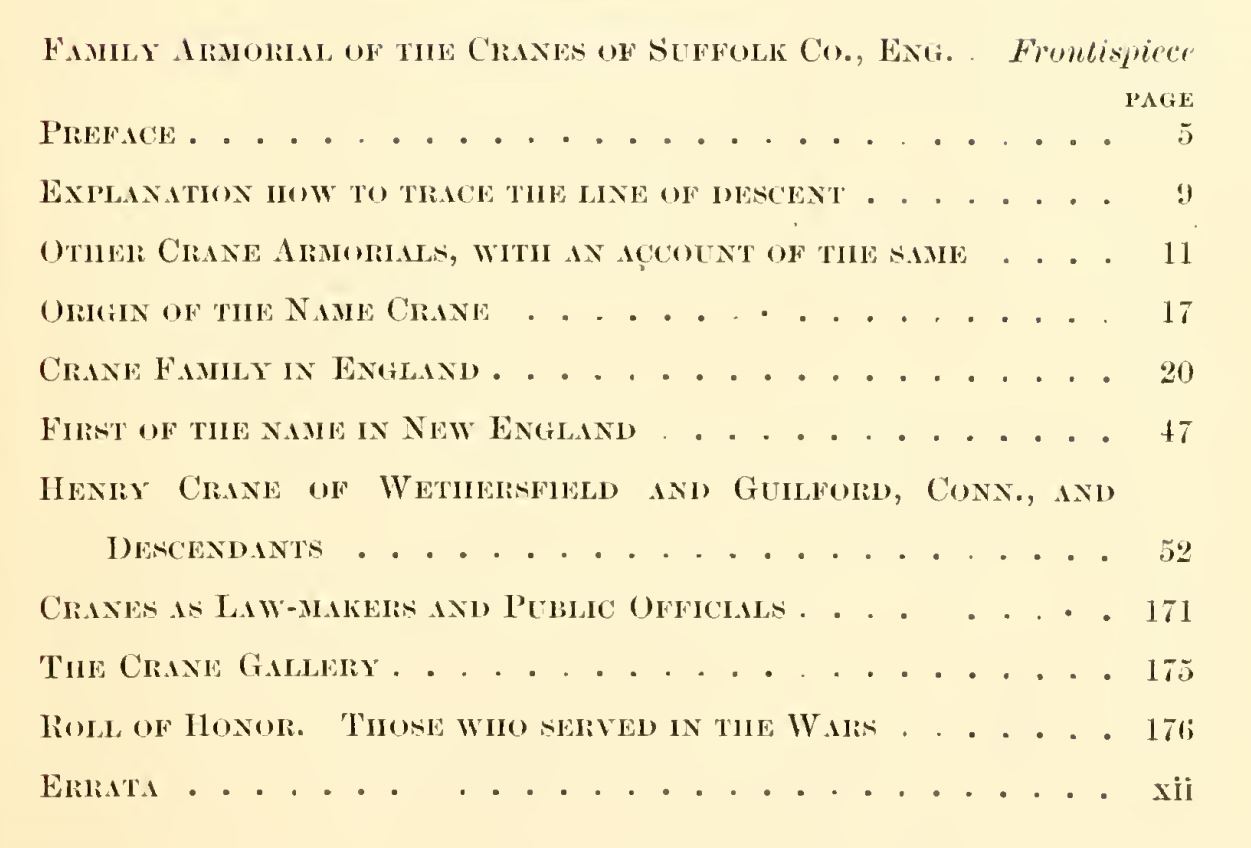 FAMILY ARMORIAL OF THE CRANES OF SUFFOLK CO., ENG. . Frontispiece
PAGE
PREFACE . . . . . . . . . . . . . . . . . . . . . . . . 5
EXPLANATION HOW TO TRACE THE LINE OF DESCENT . . . . . . . . 9
OTHER CRANE ARMORIALS, WITH AN ACCOUNT OF THE SAME . . . . 11
ORIGIN OF THE NAME CRANE . . . . . . . . . . . . . . . . . 17
CRANE FAMILY IN ENGLAND . . . . . . . . . . . . . . . . . . 20
FIRST OF THE NAME IN NEW ENGLAND . . . . . . . . . . . . . 47
HENRY CRANE OF WETHERSFIELD AND GUILFORD, CONN., AND
DESCENDANTS . . . . . . . . . . . . . . . . . . . . . . 52
CRANES AS LAW-MAKERS AND PUBLIC OFFICIALS . . . . . . . . . 171
THE CRANE GALLERY . . . . . . . . . . . . . . . . . . . . . 175
ROLL OF HONOR. THOSE WHO SERVED IN THE WARS . . . . . . . 176
ERRATA . . . . . . . . . . . . . . . . . . . . . . . . xii